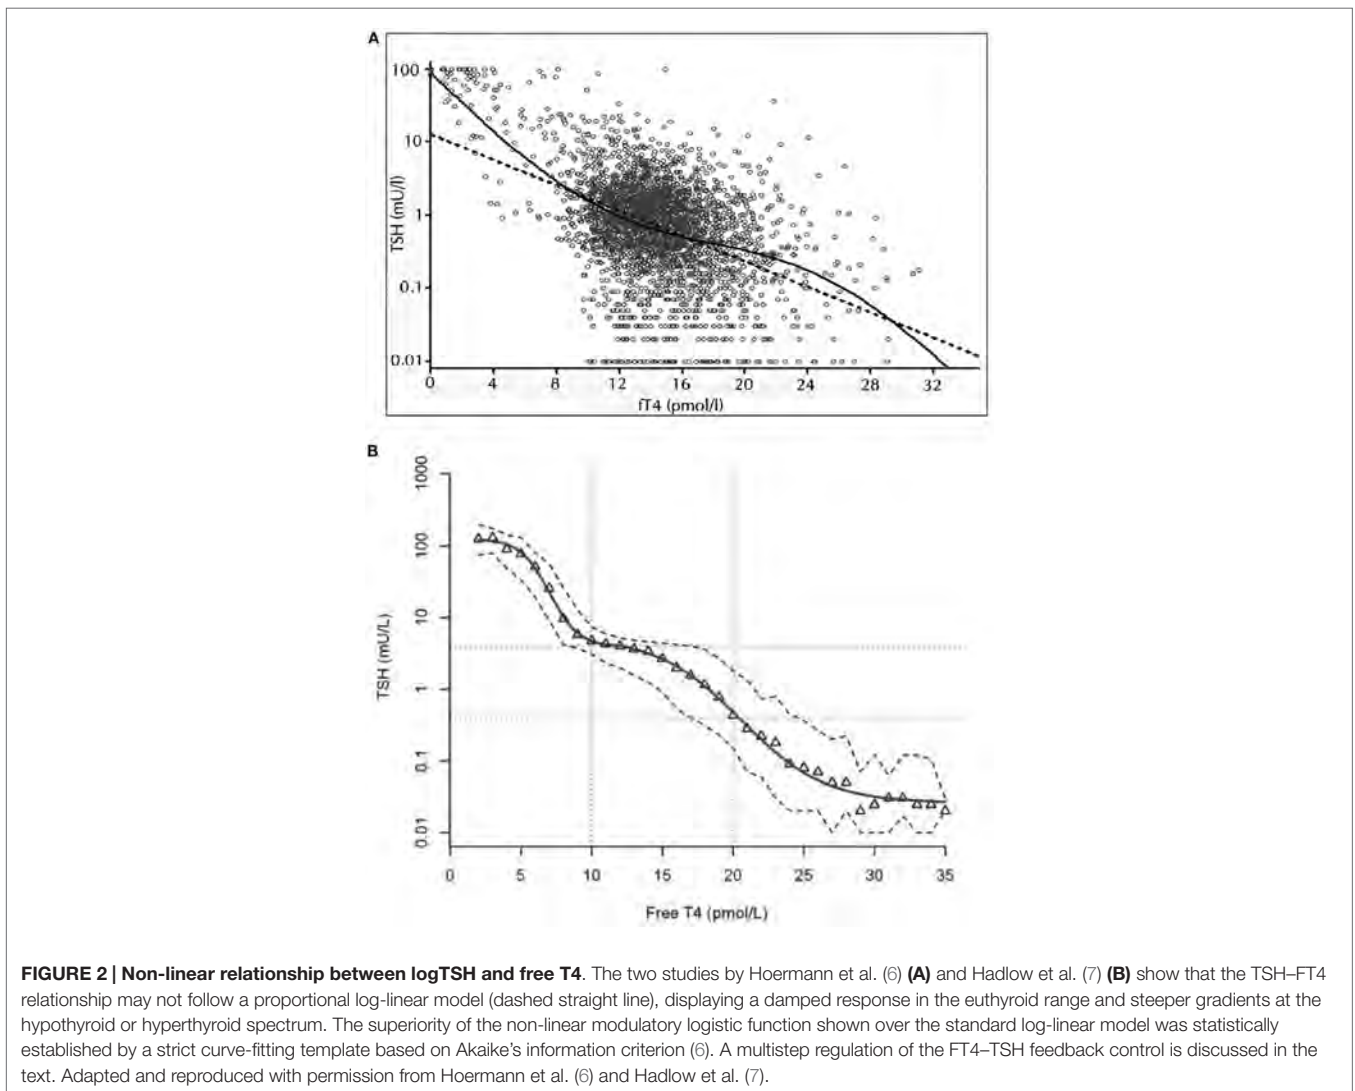 A
100
10
1
0.1
0.01
TSH (mU/l)
0 4 8 12 16 20 24 28 32
fT4 (pmol/l)
B
1000
100
10
1
0.1
0.01
TSH (mU/L)
0 5 10 15 20 25 30 35
Free T4 (pmol/L)
FIGURE 2 | Non-linear relationship between logTSH and free T4. The two studies by Hoermann et al. (6) (A) and Hadlow et al. (7) (B) show that the TSH–FT4
relationship may not follow a proportional log-linear model (dashed straight line), displaying a damped response in the euthyroid range and steeper gradients at the
hypothyroid or hyperthyroid spectrum. The superiority of the non-linear modulatory logistic function shown over the standard log-linear model was statistically
established by a strict curve-fitting template based on Akaike’s information criterion (6). A multistep regulation of the FT4–TSH feedback control is discussed in the
text. Adapted and reproduced with permission from Hoermann et al. (6) and Hadlow et al. (7).